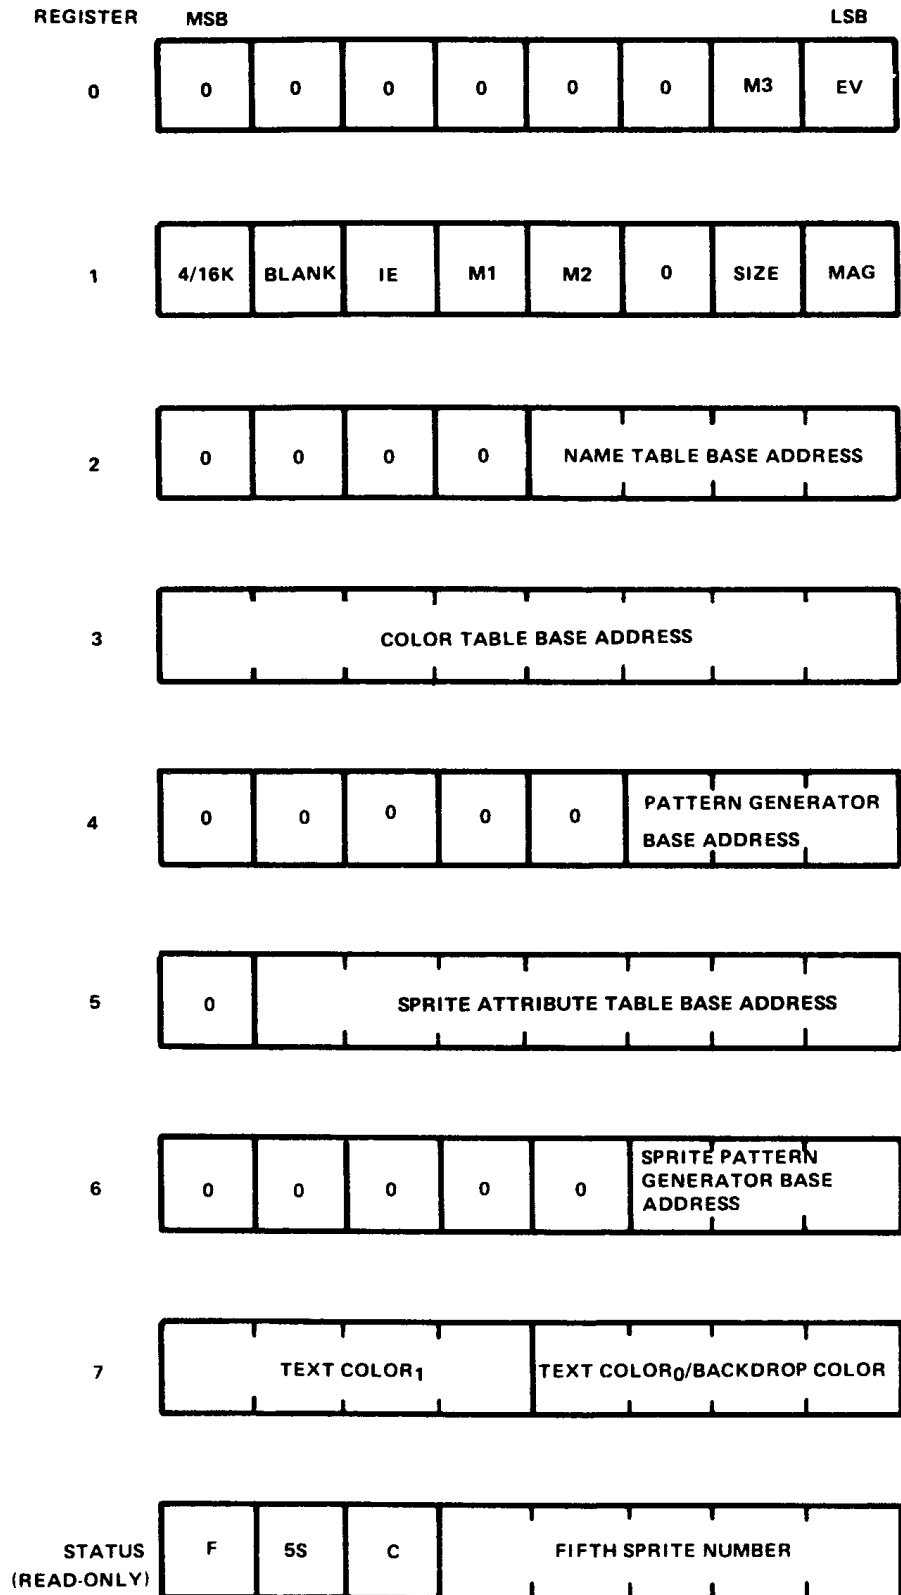 REGISTER MSB LSB
0 0 0 0 0 0 0 M3 EV
1 4/16K BLANK IE M1 M2 0 SIZE MAG
2 0 0 0 0 NAME TABLE BASE ADDRESS
3 COLOR TABLE BASE ADDRESS
4 0 0 0 0 0 PATTERN GENERATOR
BASE ADDRESS
5 0 SPRITE ATTRIBUTE TABLE BASE ADDRESS
6 0 0 0 0 0 SPRITE PATTERN
GENERATOR BASE
ADDRESS
7 TEXT COLOR1 TEXT COLOR0/BACKDROP COLOR
STATUS F 5S C FIFTH SPRITE NUMBER
(READ-ONLY)